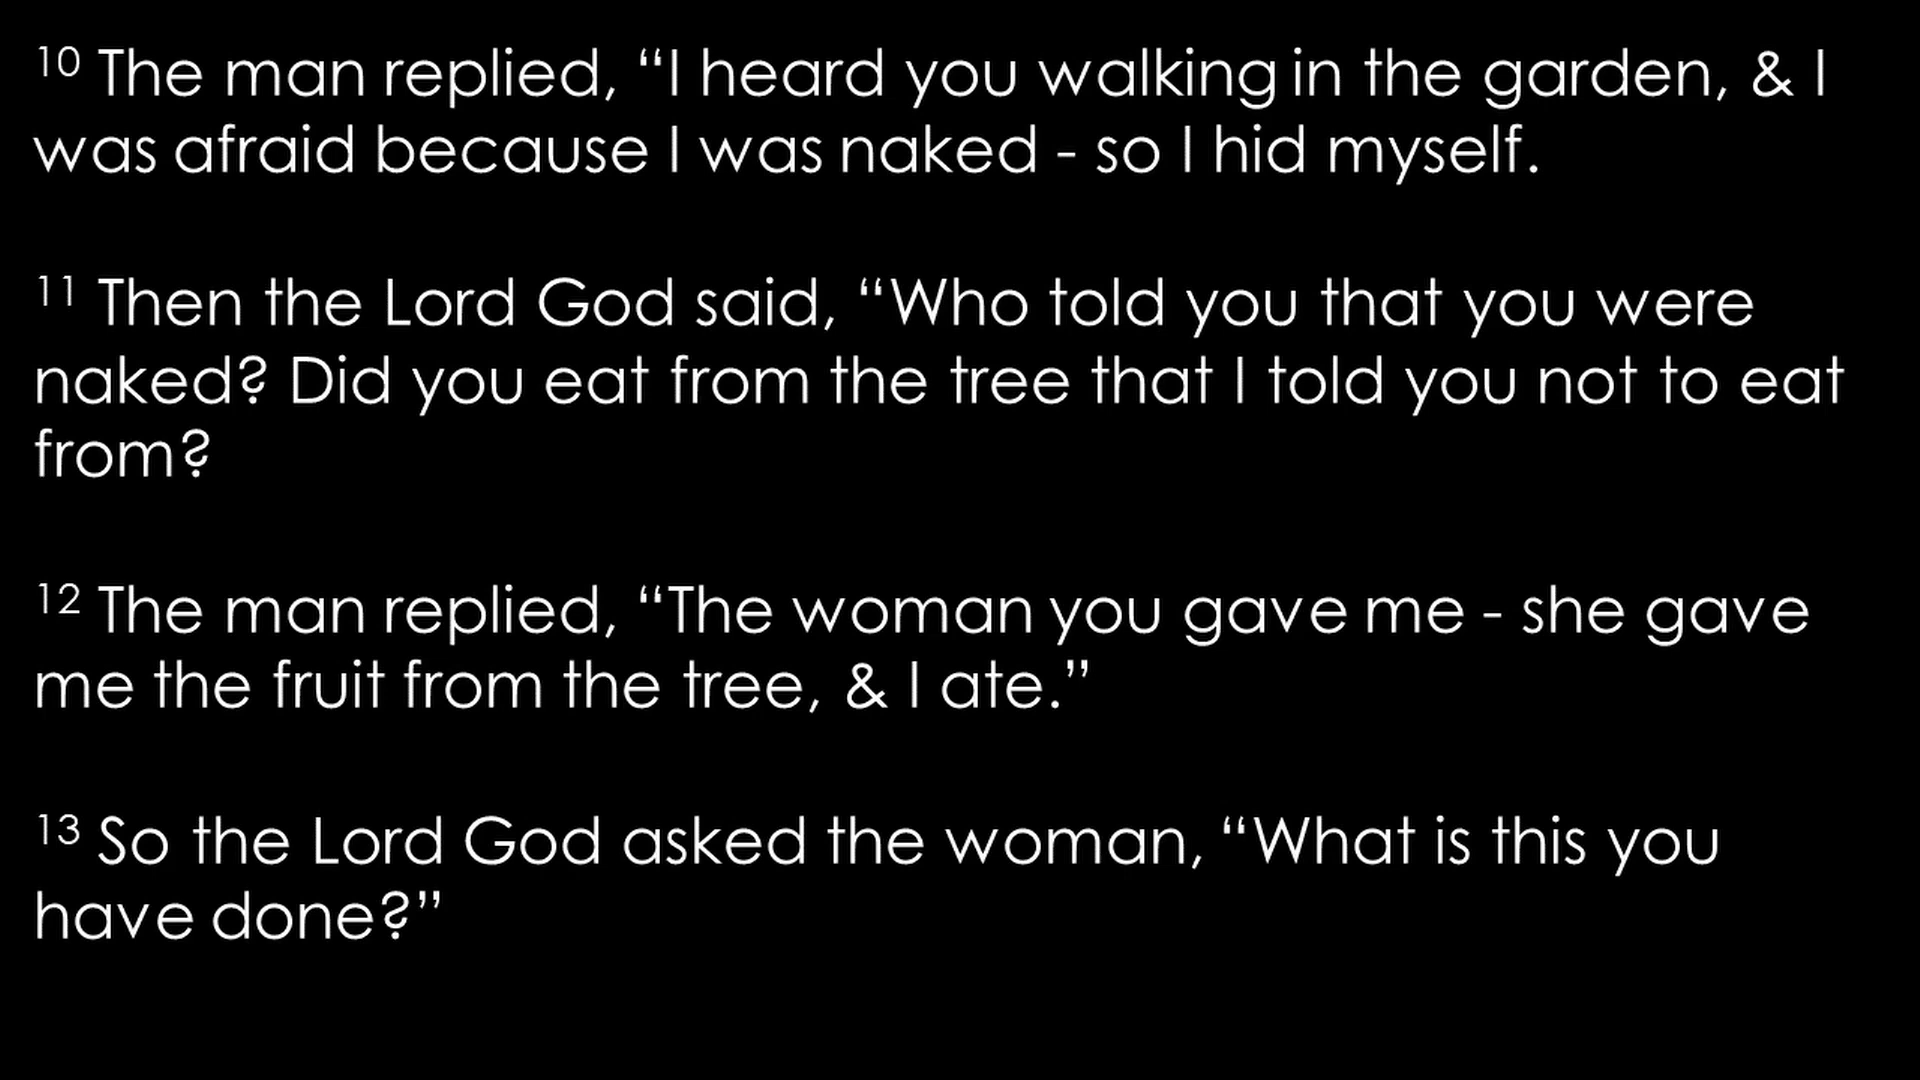 10 The man replied, “I heard you walking in the garden, & I
was afraid because I was naked - so I hid myself.
11 Then the Lord God said, “Who told you that you were
naked? Did you eat from the tree that I told you not to eat
from?
12 The man replied, “The woman you gave me - she gave
me the fruit from the tree, & I ate.”
13 So the Lord God asked the woman, “What is this you
have done?”